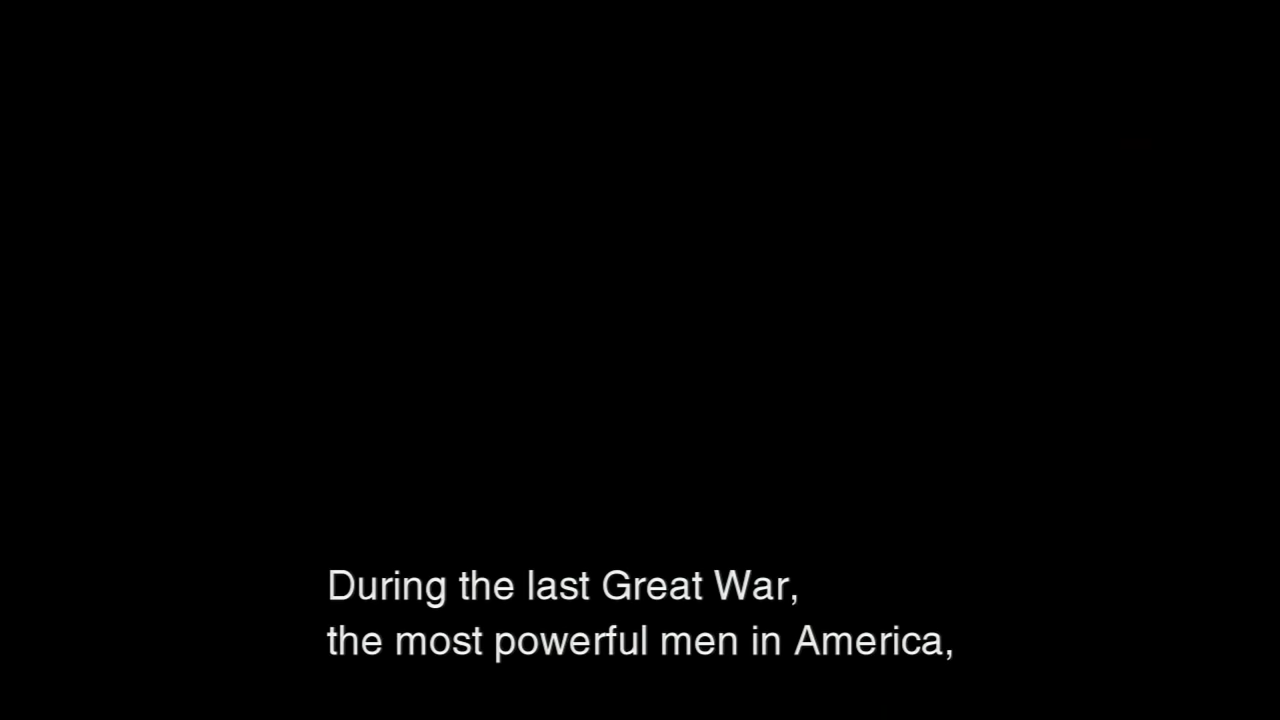 During the last Great War,
the most powerful men in America,